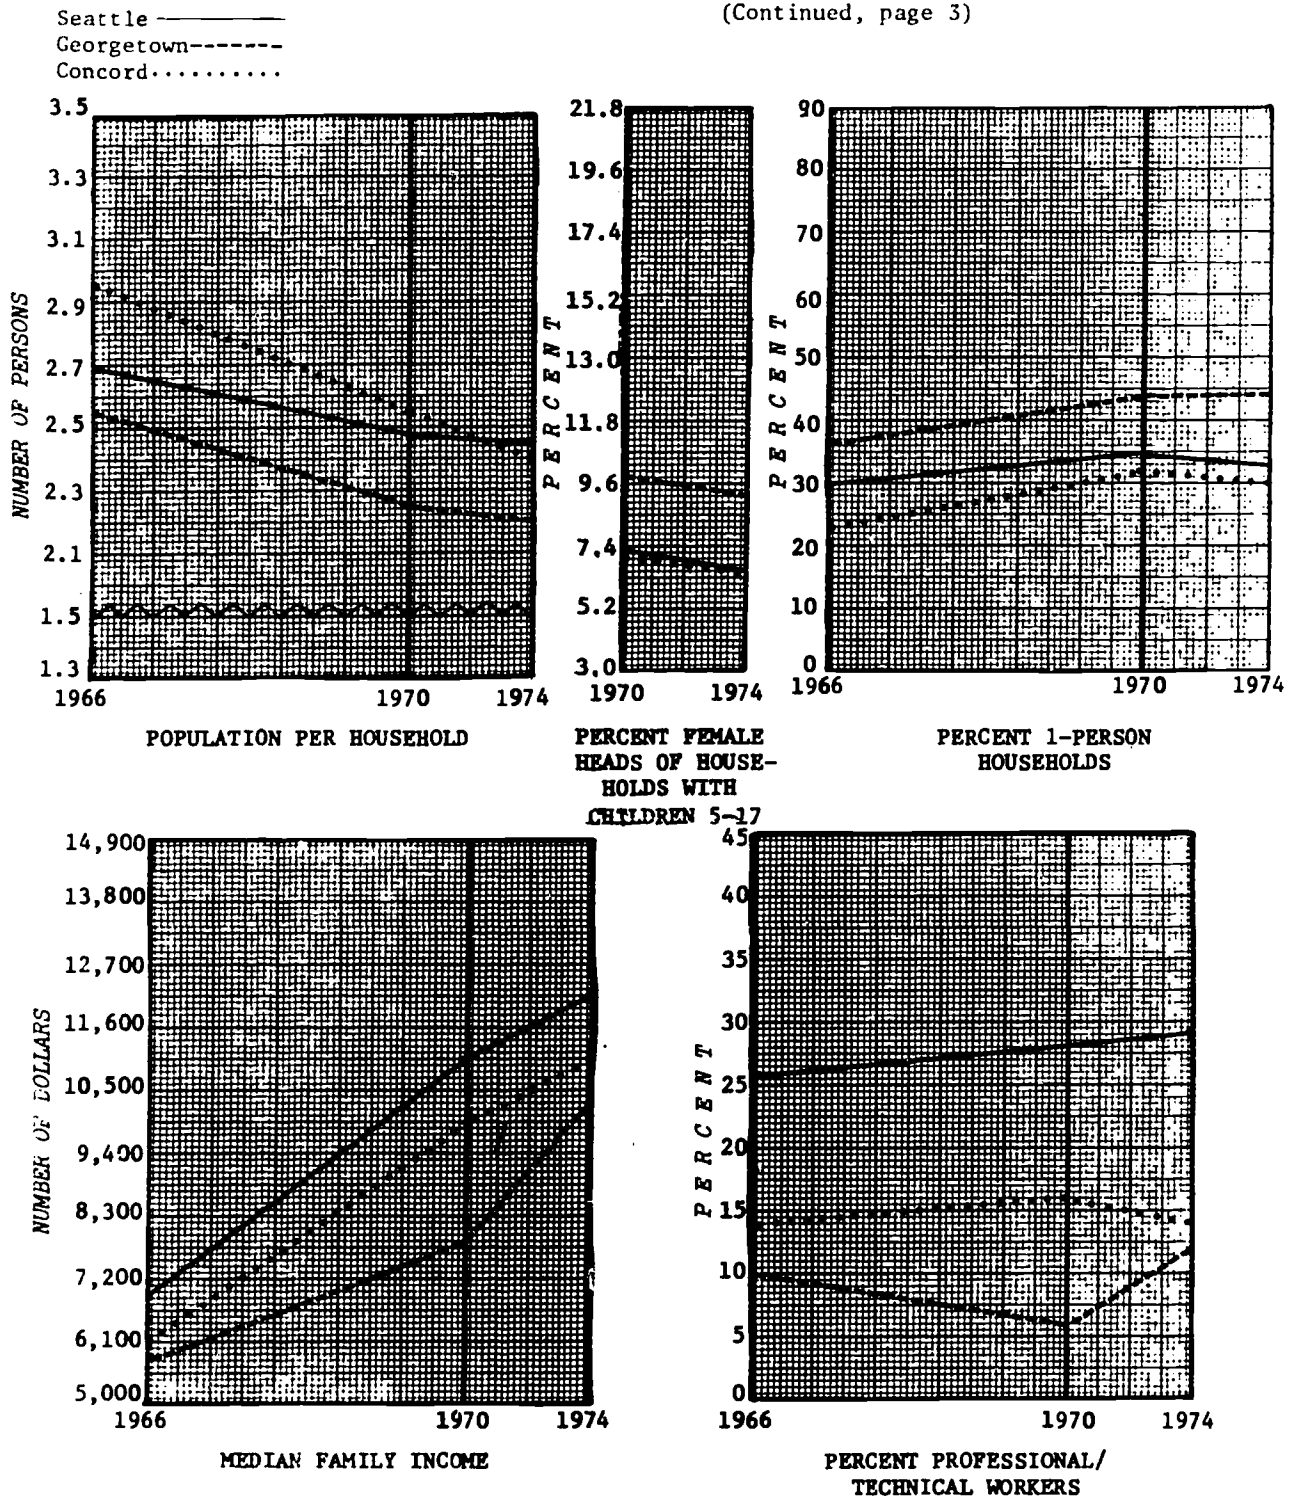 Seattle
(Continued, page 3)
Georgetown
Concord
3.5
3.3
3.1
2.9
2.7
2.5
2.3
2.1
1.5
1.3
NUMBER OF PERSONS
1966 1970 1974
POPULATION PER HOUSEHOLD
21.8
19.6
17.4
15.2
13.0
11.8
9.6
7.4
5.2
3.0
PERCENT
1970 1974
PERCENT FEMALE
HEADS OF HOUSE-
HOLDS WITH
CHILDREN 5-17
90
80
70
60
50
40
30
20
10
0
PERCENT
1966 1970 1974
PERCENT 1-PERSON
HOUSEHOLDS
14,900
13,800
12,700
11,600
10,500
9,400
8,300
7,200
6,100
5,000
NUMBER OF DOLLARS
1966 1970 1974
MEDIAN FAMILY INCOME
45
40
35
30
25
20
15
10
5
0
PERCENT
1966 1970 1974
PERCENT PROFESSIONAL/
TECHNICAL WORKERS